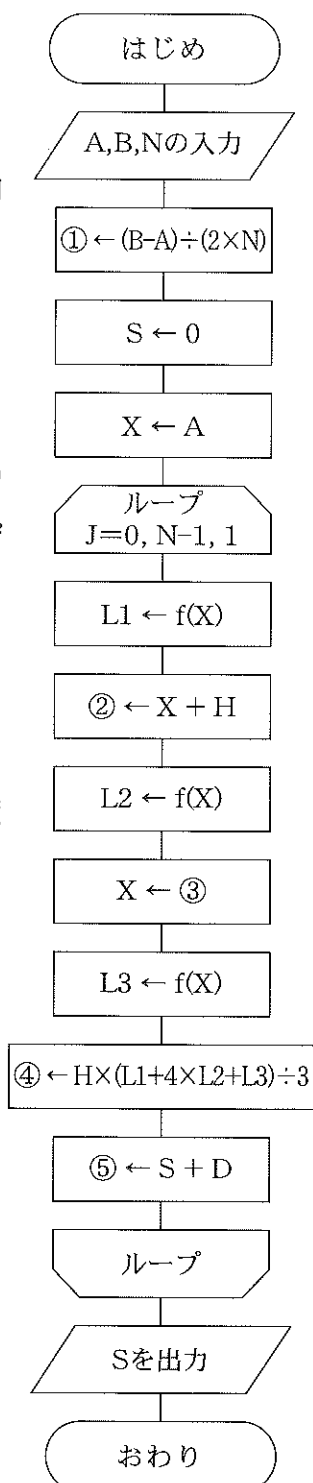 はじめ
A,B,Nの入力
①←(B-A)÷(2×N)
S ← 0
X ← A
ループ
J=0, N-1, 1
L1 ← f(X)
② ← X + H
L2 ← f(X)
X ← ③
L3 ← f(X)
④←H×(L1+4×L2+L3)÷3
⑤ ← S + D
ループ
Sを出力
おわり